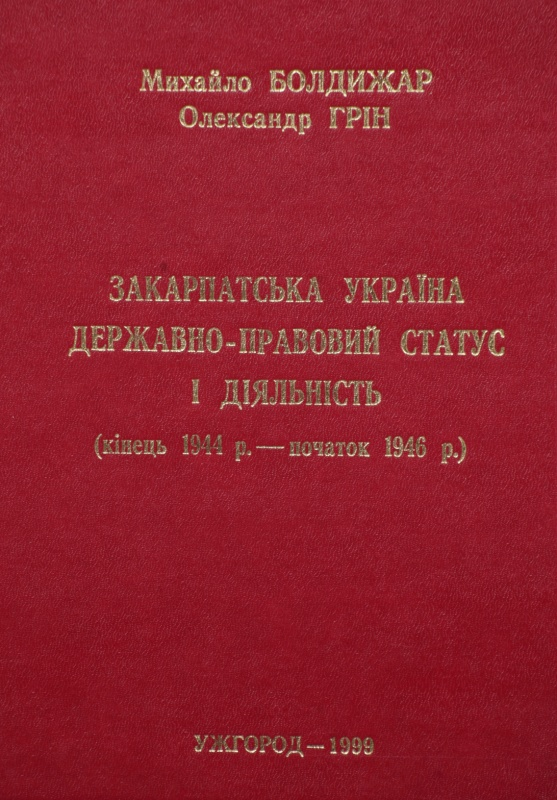 Михайло БОЛДИЖАР
Олександр ГРІН
ЗАКАРПАТСЬКА УКРАЇНА
ДЕРЖАВНО-ПРАВОВИЙ СТАТУС
І ДІЯЛЬНІСТЬ
(кінець 1944 р. — початок 1946 р.)
УЖГОРОД — 1999